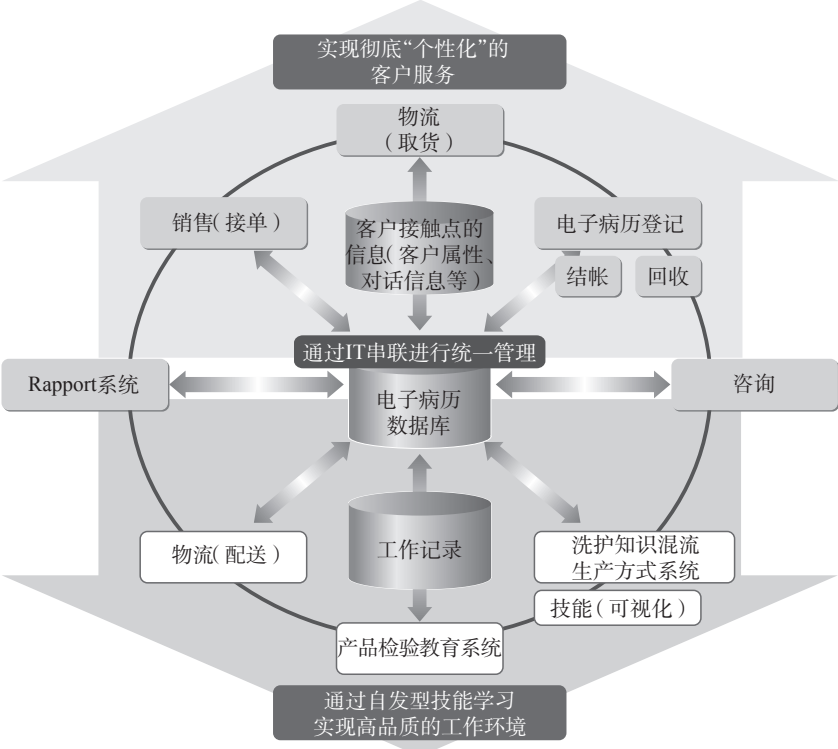 实现彻底“个性化”的
客户服务
物流
（取货）
销售（接单）
客户接触点的
信息（客户属性、
对话信息等）
电子病历登记
结帐
回收
通过IT串联进行统一管理
Rapport系统
电子病历
数据库
咨询
物流（配送）
工作记录
洗护知识混流
生产方式系统
技能（可视化）
产品检验教育系统
通过自发型技能学习
实现高品质的工作环境